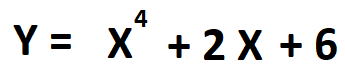 Y = X⁴ + 2 X + 6